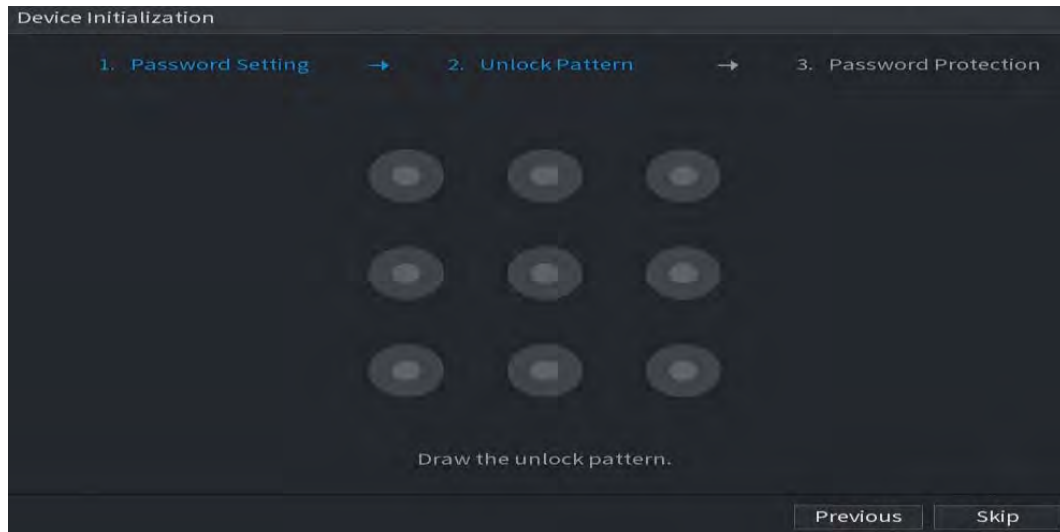 Device Initialization
1. Password Setting → 2. Unlock Pattern → 3. Password Protection
Draw the unlock pattern.
Previous Skip